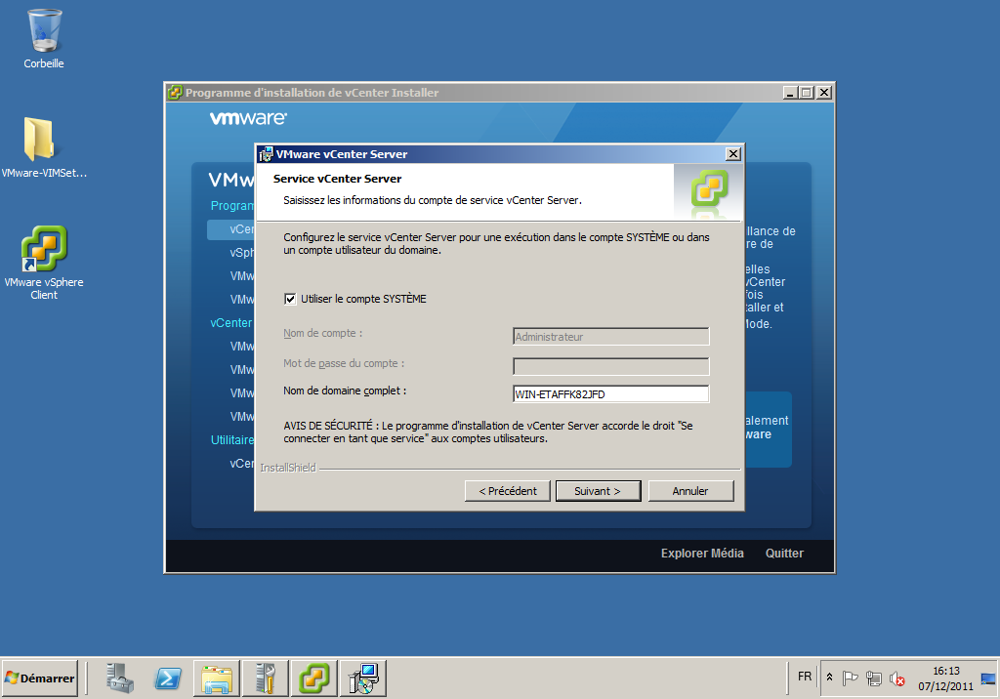 Corbeille
VMware-VIMSet...
VMware vSphere
Client
Programme d'installation de vCenter Installer
vmware®
VMw
Program
vCer
vSph
VMw
VMw
vCenter
VMw
VMw
VMw
VMw
Utilitaire
vCer
llance de
re de
elles
vCenter
fois
taller et
Mode.
alement
ware
VMware vCenter Server
Service vCenter Server
Saisissez les informations du compte de service vCenter Server.
Configurez le service vCenter Server pour une exécution dans le compte SYSTÈME ou dans
un compte utilisateur du domaine.
Utiliser le compte SYSTÈME
Nom de compte :
Administrateur
Mot de passe du compte :
Nom de domaine complet :
WIN-ETAFFK82JFD
AVIS DE SÉCURITÉ : Le programme d'installation de vCenter Server accorde le droit "Se
connecter en tant que service" aux comptes utilisateurs.
InstallShield
< Précédent
Suivant >
Annuler
Explorer Média
Quitter
Démarrer
FR
16:13
07/12/2011